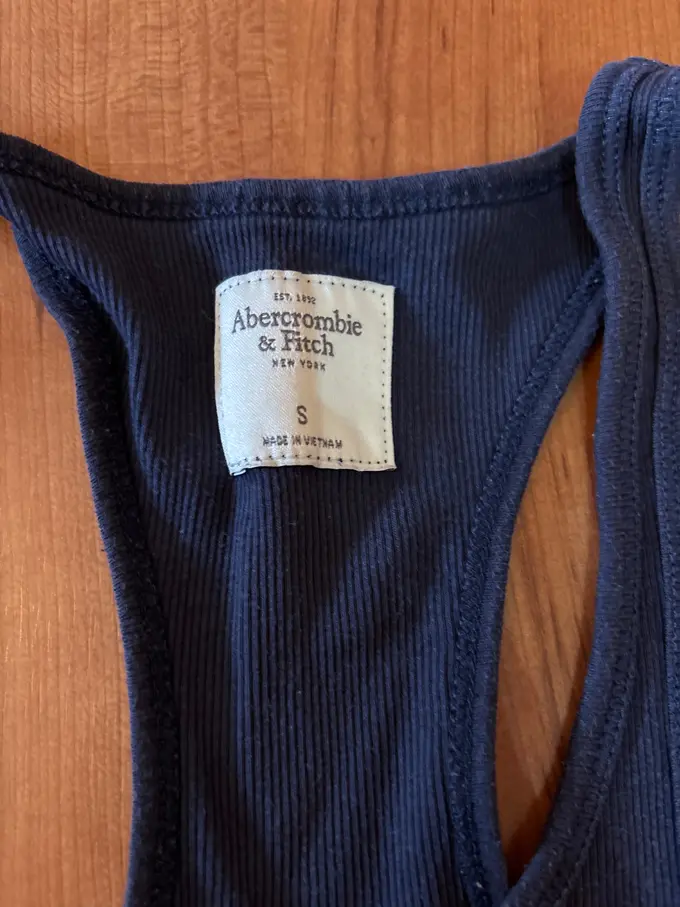 EST. 1892
Abercrombie
& Fitch
NEW YORK
S
MADE IN VIETNAM